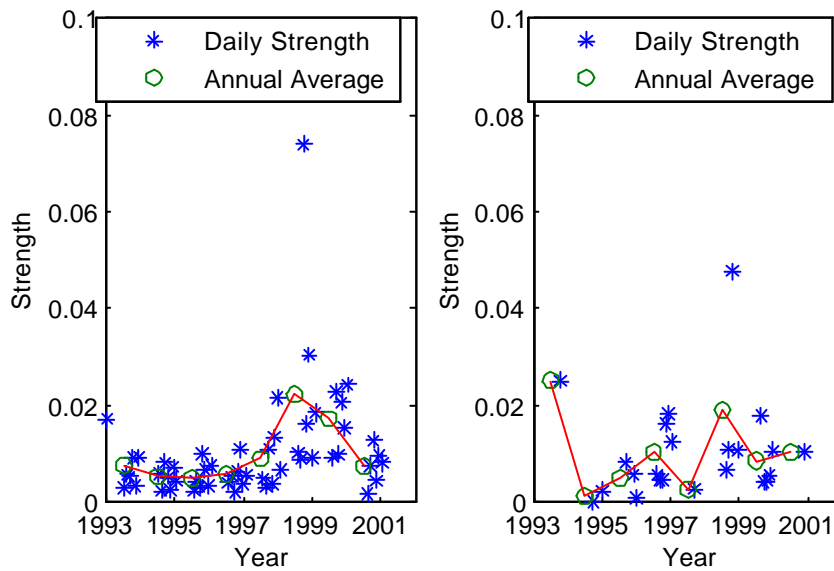 0.1
Daily Strength
Annual Average
0.08
0.06
0.04
0.02
0
Strength
1993 1995 1997 1999 2001
Year
0.1
Daily Strength
Annual Average
0.08
0.06
0.04
0.02
0
Strength
1993 1995 1997 1999 2001
Year